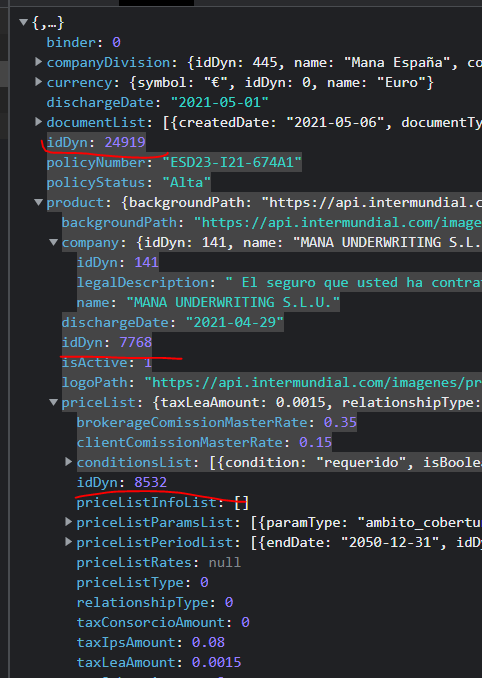 {,…}
binder: 0
companyDivision: {idDyn: 445, name: "Mana España", co
currency: {symbol: "€", idDyn: 0, name: "Euro"}
dischargeDate: "2021-05-01"
documentList: [{createdDate: "2021-05-06", documentTy
idDyn: 24919
policyNumber: "ESD23-I21-674A1"
policyStatus: "Alta"
product: {backgroundPath: "https://api.intermundial.co
backgroundPath: "https://api.intermundial.com/image
company: {idDyn: 141, name: "MANA UNDERWRITING S.L.
idDyn: 141
legalDescription: " El seguro que usted ha contra
name: "MANA UNDERWRITING S.L.U."
dischargeDate: "2021-04-29"
idDyn: 7768
isActive: 1
logoPath: "https://api.intermundial.com/imagenes/pr
priceList: {taxLeaAmount: 0.0015, relationshipType:
brokerageComissionMasterRate: 0.35
clientComissionMasterRate: 0.15
conditionsList: [{condition: "requerido", isBoolea
idDyn: 8532
priceListInfoList: []
priceListParamsList: [{paramType: "ambito_cobertu
priceListPeriodList: [{endDate: "2050-12-31", idDy
priceListRates: null
priceListType: 0
relationshipType: 0
taxConsorcioAmount: 0
taxIpsAmount: 0.08
taxLeaAmount: 0.0015